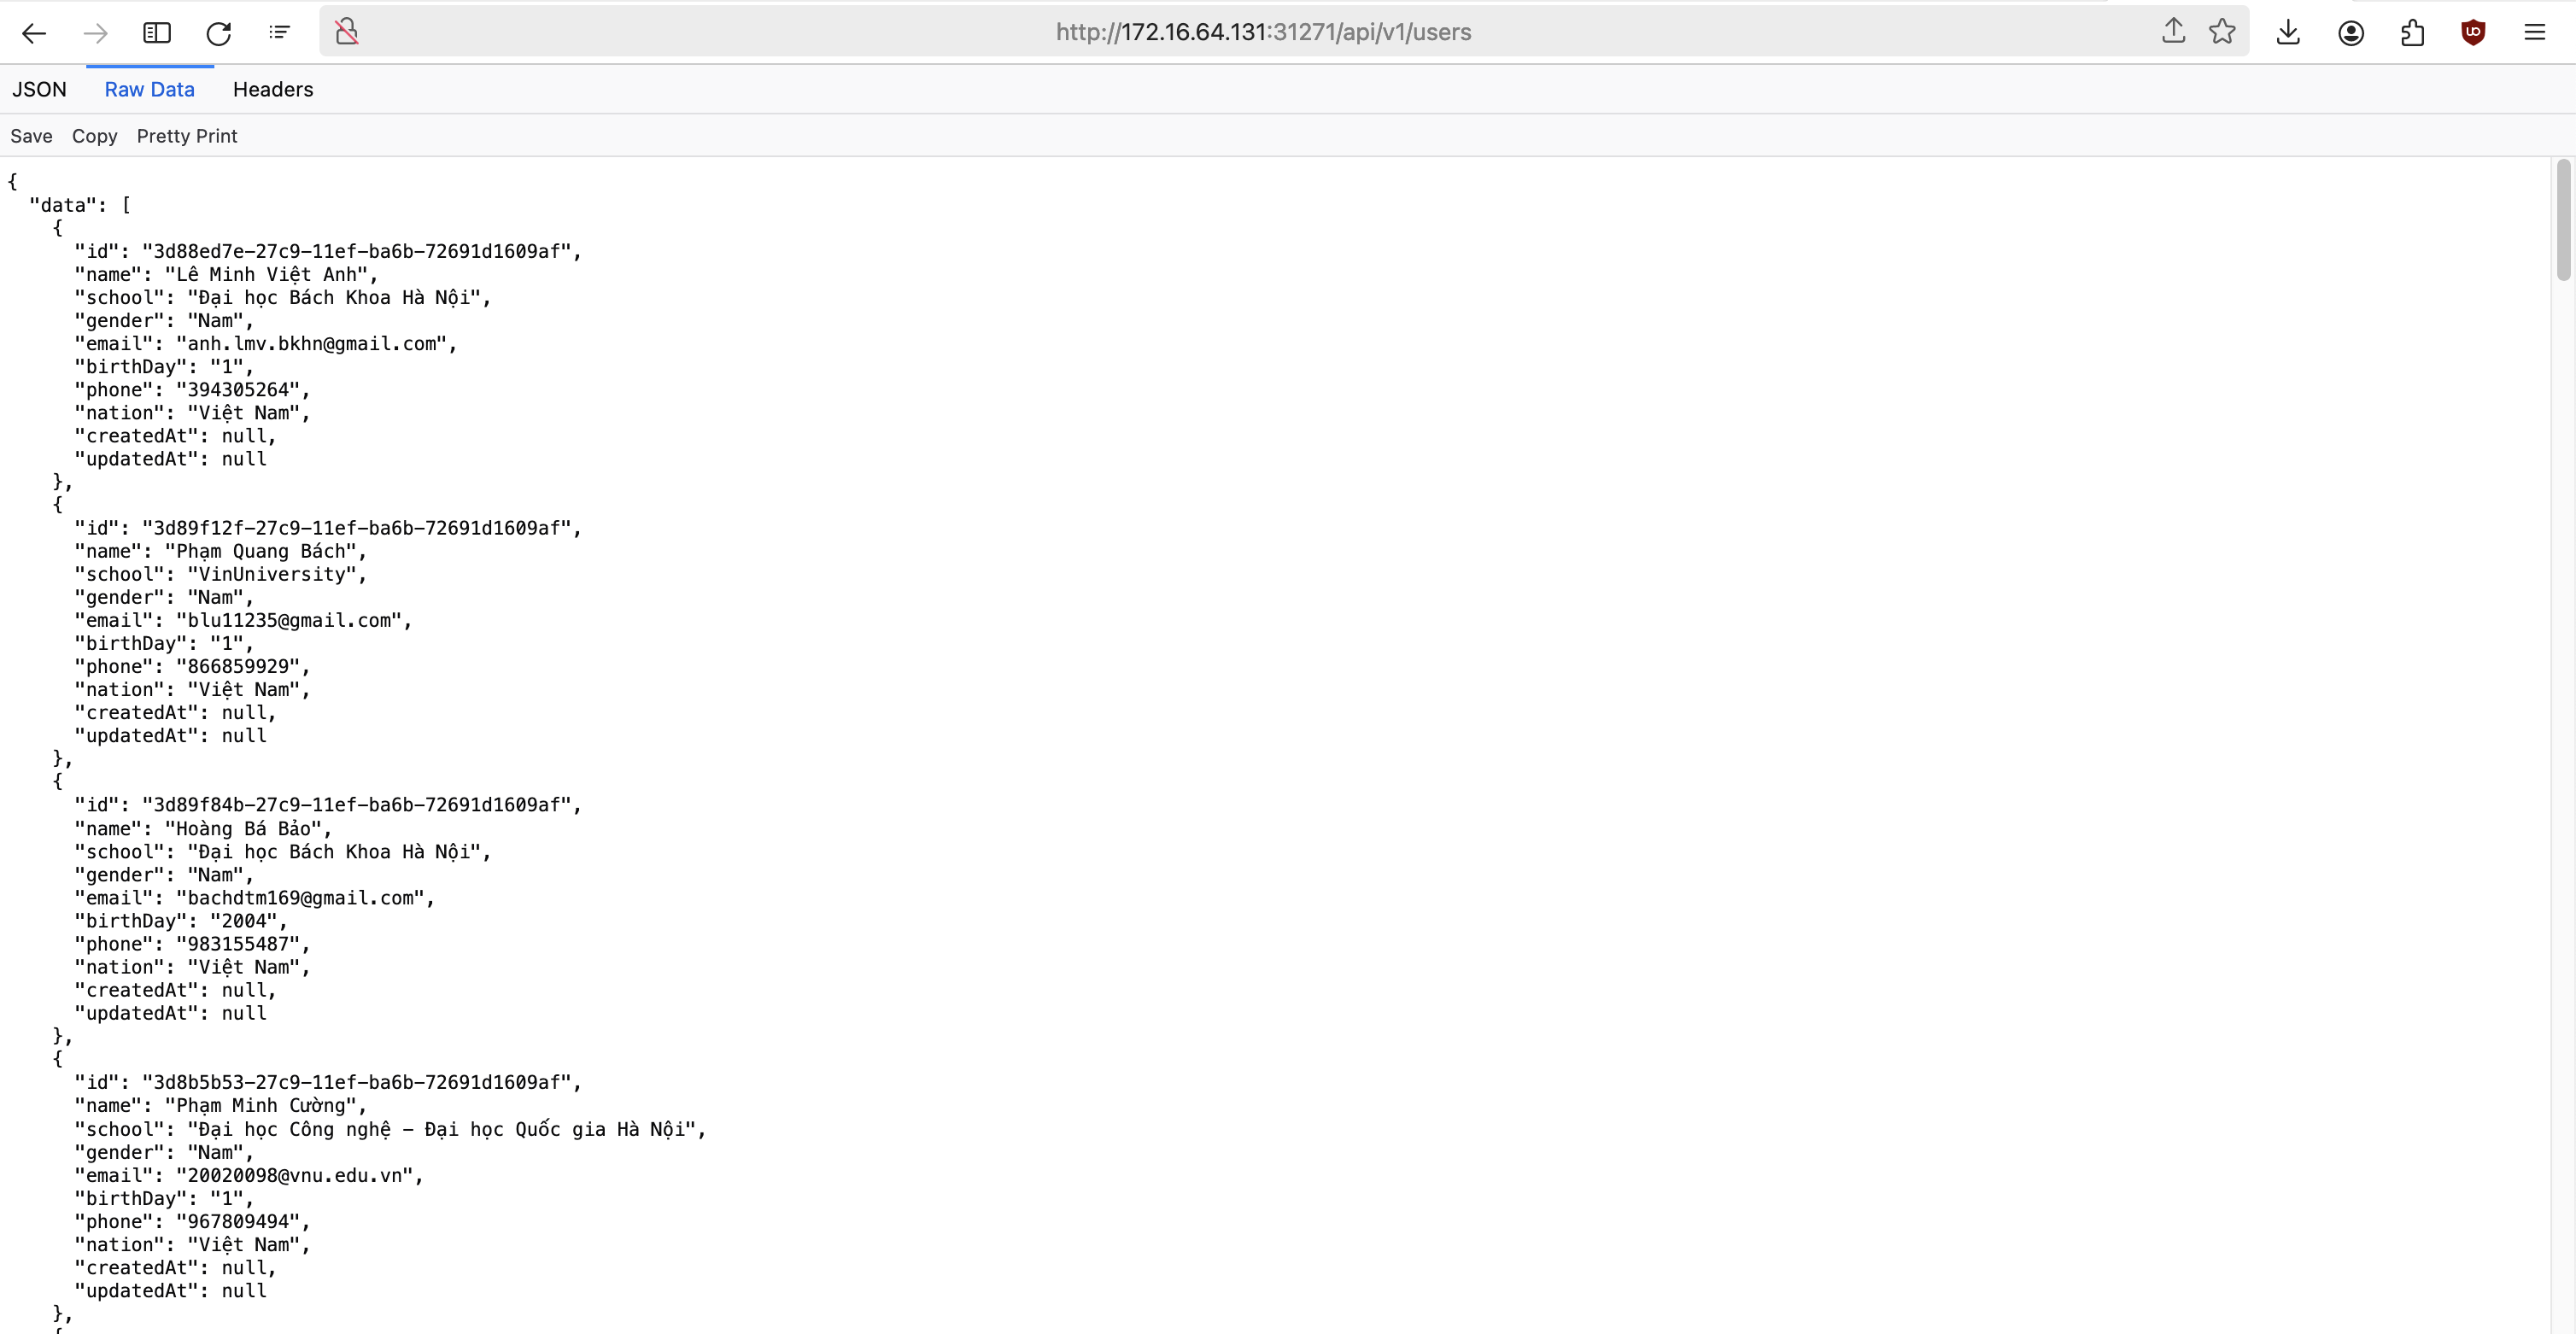 http://172.16.64.131:31271/api/v1/users
JSON Raw Data Headers
Save Copy Pretty Print
{
"data": [
{
"id": "3d88ed7e-27c9-11ef-ba6b-72691d1609af",
"name": "Lê Minh Việt Anh",
"school": "Đại học Bách Khoa Hà Nội",
"gender": "Nam",
"email": "anh.lmv.bkhn@gmail.com",
"birthDay": "1",
"phone": "394305264",
"nation": "Việt Nam",
"createdAt": null,
"updatedAt": null
},
{
"id": "3d89f12f-27c9-11ef-ba6b-72691d1609af",
"name": "Phạm Quang Bách",
"school": "VinUniversity",
"gender": "Nam",
"email": "blu11235@gmail.com",
"birthDay": "1",
"phone": "866859929",
"nation": "Việt Nam",
"createdAt": null,
"updatedAt": null
},
{
"id": "3d89f84b-27c9-11ef-ba6b-72691d1609af",
"name": "Hoàng Bá Bảo",
"school": "Đại học Bách Khoa Hà Nội",
"gender": "Nam",
"email": "bachdtm169@gmail.com",
"birthDay": "2004",
"phone": "983155487",
"nation": "Việt Nam",
"createdAt": null,
"updatedAt": null
},
{
"id": "3d8b5b53-27c9-11ef-ba6b-72691d1609af",
"name": "Phạm Minh Cường",
"school": "Đại học Công nghệ – Đại học Quốc gia Hà Nội",
"gender": "Nam",
"email": "20020098@vnu.edu.vn",
"birthDay": "1",
"phone": "967809494",
"nation": "Việt Nam",
"createdAt": null,
"updatedAt": null
},
{